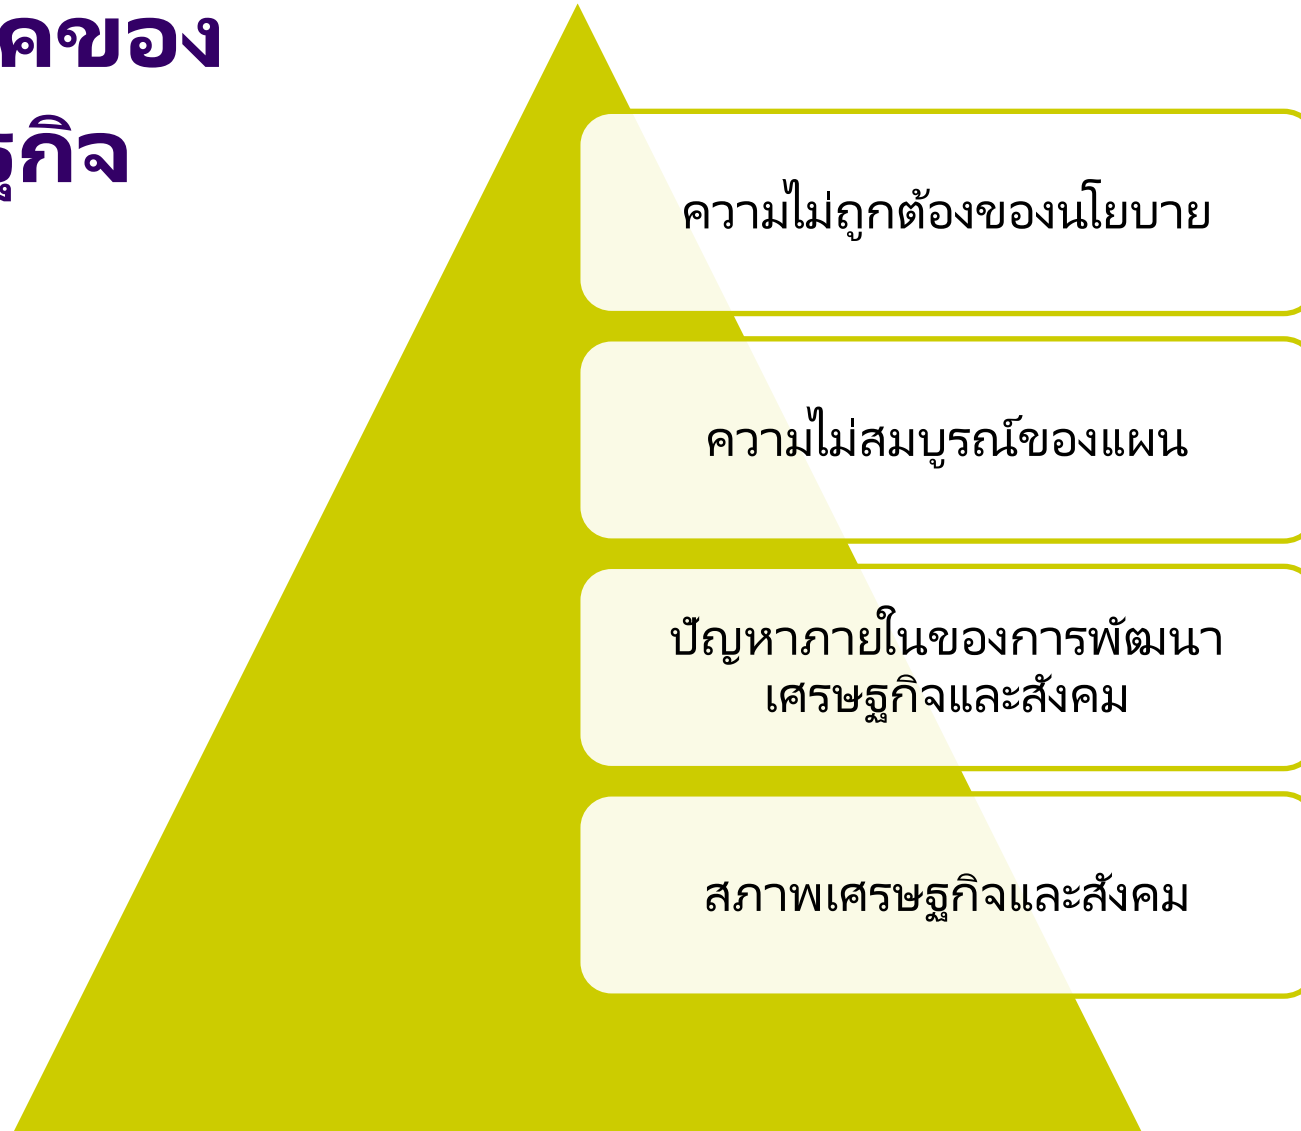 คของ
ฐกิจ
ความไม่ถูกต้องของนโยบาย
ความไม่สมบูรณ์ของแผน
ปัญหาภายในของการพัฒนา
เศรษฐกิจและสังคม
สภาพเศรษฐกิจและสังคม